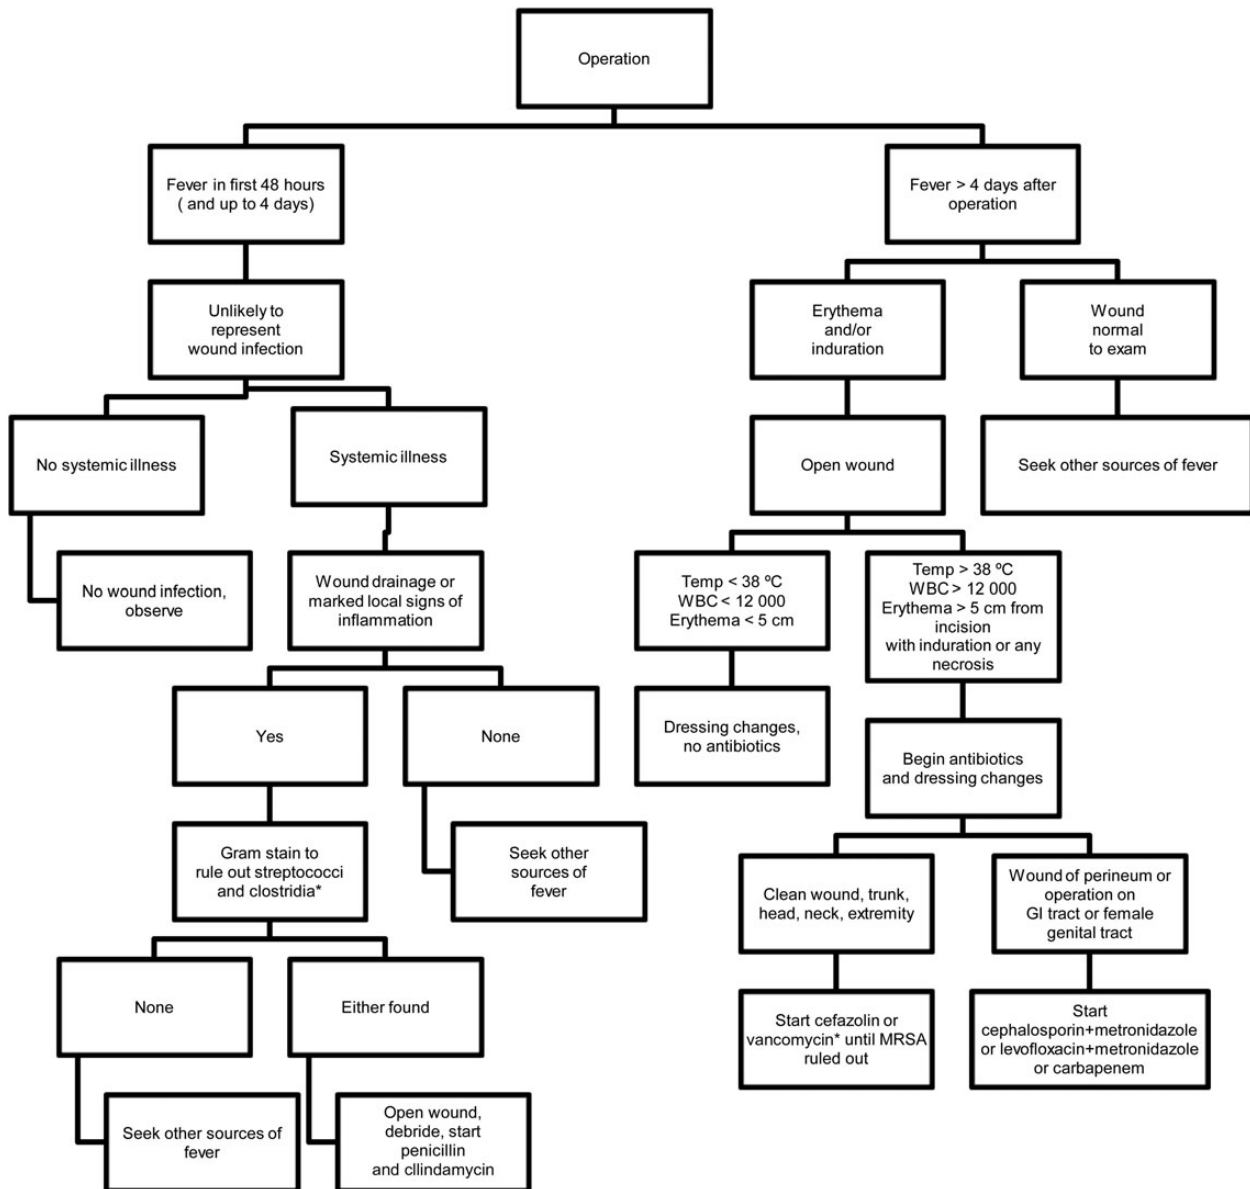 Operation
Fever in first 48 hours
( and up to 4 days)
Fever > 4 days after
operation
Unlikely to
represent
wound infection
Erythema
and/or
induration
Wound
normal
to exam
No systemic illness
Systemic illness
Open wound
Seek other sources of fever
No wound infection,
observe
Wound drainage or
marked local signs of
inflammation
Temp < 38 ºC
WBC < 12 000
Erythema < 5 cm
Temp > 38 ºC
WBC > 12 000
Erythema > 5 cm from
incision
with induration or any
necrosis
Yes
None
Dressing changes,
no antibiotics
Begin antibiotics
and dressing changes
Gram stain to
rule out streptococci
and clostridia*
Seek other
sources of
fever
Clean wound, trunk,
head, neck, extremity
Wound of perineum or
operation on
GI tract or female
genital tract
None
Either found
Start cefazolin or
vancomycin* until MRSA
ruled out
Start
cephalosporin+metronidazole
or levofloxacin+metronidazole
or carbapenem
Seek other sources of
fever
Open wound,
debride, start
penicillin
and cllindamycin